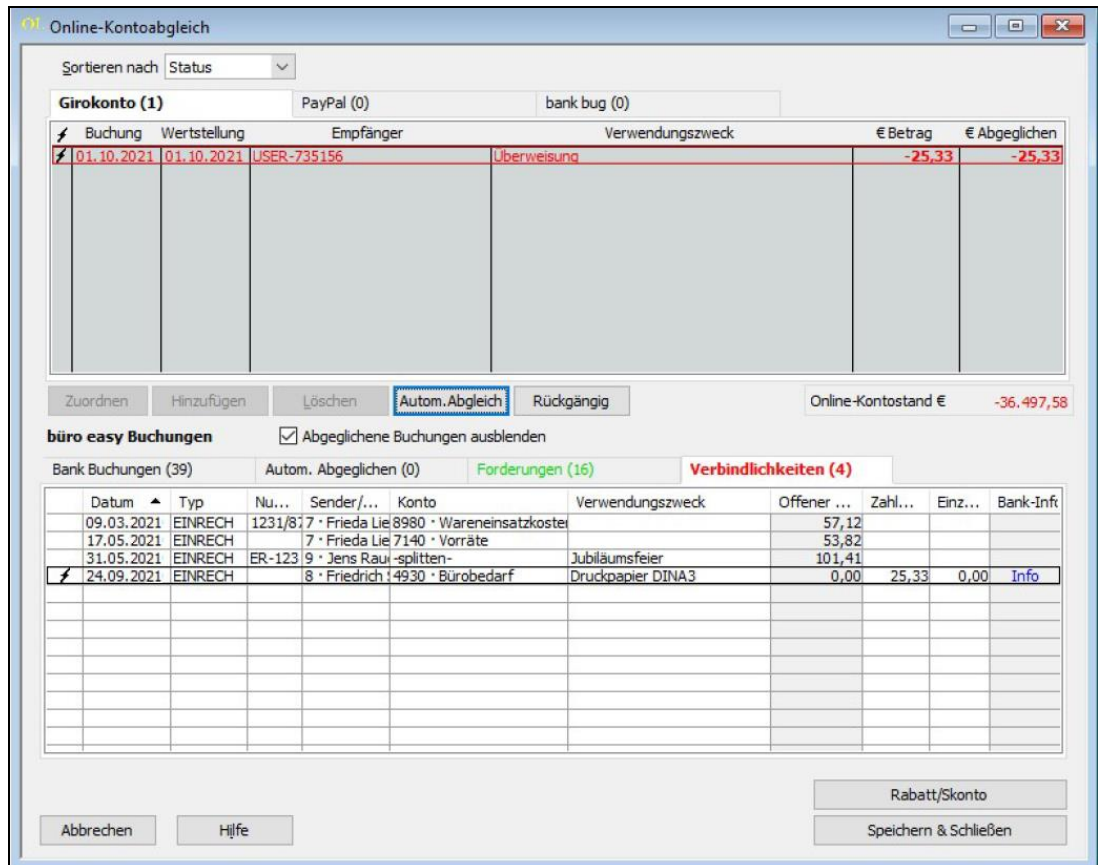 OL Online-Kontoabgleich
Sortieren nach Status
Girokonto (1) PayPal (0) bank bug (0)
Buchung Wertstellung Empfänger Verwendungszweck € Betrag € Abgeglichen
01.10.2021 01.10.2021 USER-735156 Überweisung -25,33 -25,33
Zuordnen Hinzufügen Löschen Autom.Abgleich Rückgängig Online-Kontostand € -36.497,58
büro easy Buchungen Abgeglichene Buchungen ausblenden
Bank Buchungen (39) Autom. Abgeglichen (0) Forderungen (16) Verbindlichkeiten (4)
Datum Typ Nu... Sender/... Konto Verwendungszweck Offener ... Zahl... Einz... Bank-Info
09.03.2021 EINRECH 1231/87 7 · Frieda Lie 8980 · Wareneinsatzkosten 57,12
17.05.2021 EINRECH 7 · Frieda Lie 7140 · Vorräte 53,82
31.05.2021 EINRECH ER-123 9 · Jens Rau -splitten- Jubiläumsfeier 101,41
24.09.2021 EINRECH 8 · Friedrich 4930 · Bürobedarf Druckpapier DINA3 0,00 25,33 0,00 Info
Rabatt/Skonto
Abbrechen Hilfe Speichern & Schließen